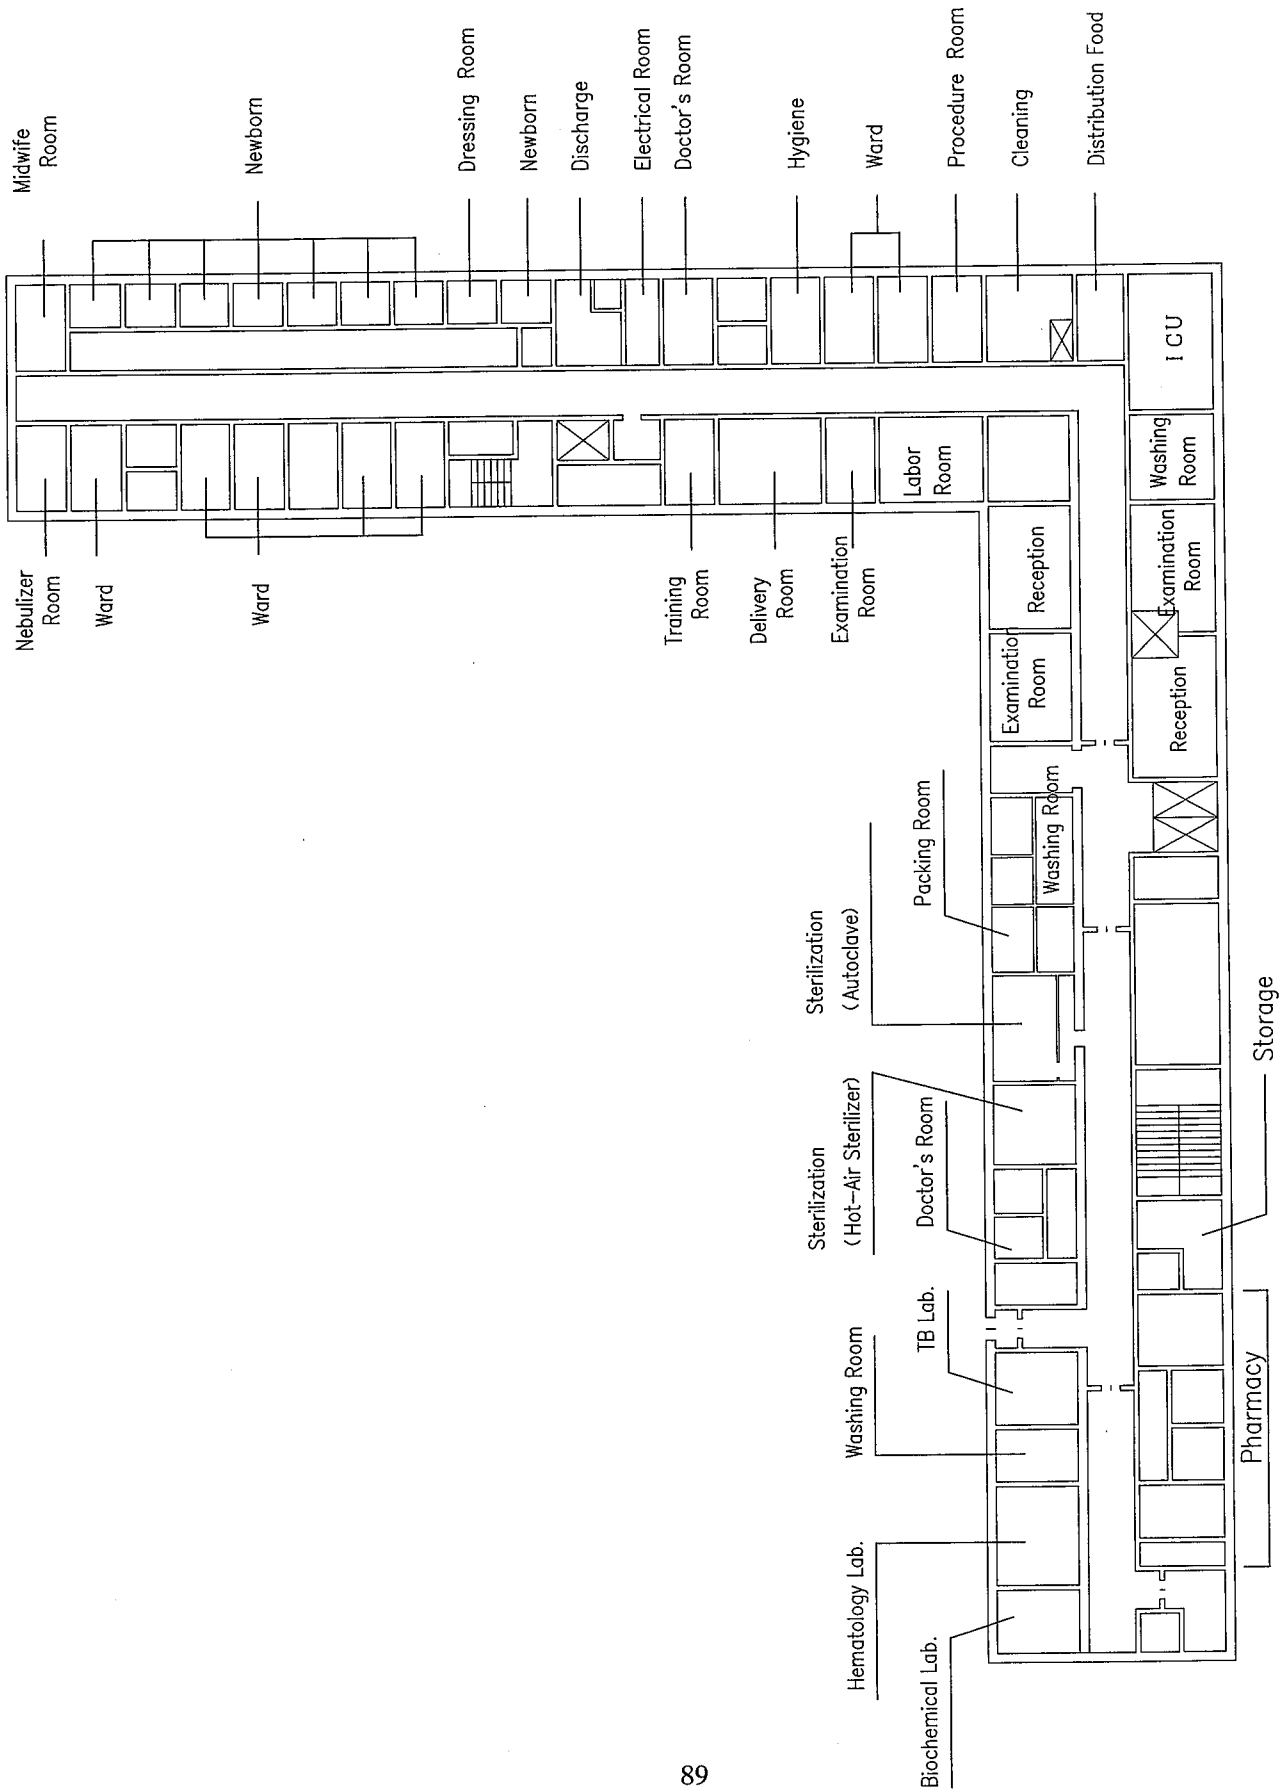 Midwife
Room
Newborn
Dressing Room
Newborn
Discharge
Electrical Room
Doctor's Room
Hygiene
Ward
Procedure Room
Cleaning
Distribution Food
Nebulizer
Room
Ward
Ward
Training
Room
Delivery
Room
Examination
Room
Labor
Room
ICU
Washing
Room
Examination
Room
Reception
Reception
Examination
Room
Washing Room
Packing Room
Sterilization
(Autoclave)
Sterilization
(Hot-Air Sterilizer)
Doctor's Room
TB Lab.
Washing Room
Hematology Lab.
Biochemical Lab.
Storage
Pharmacy
89